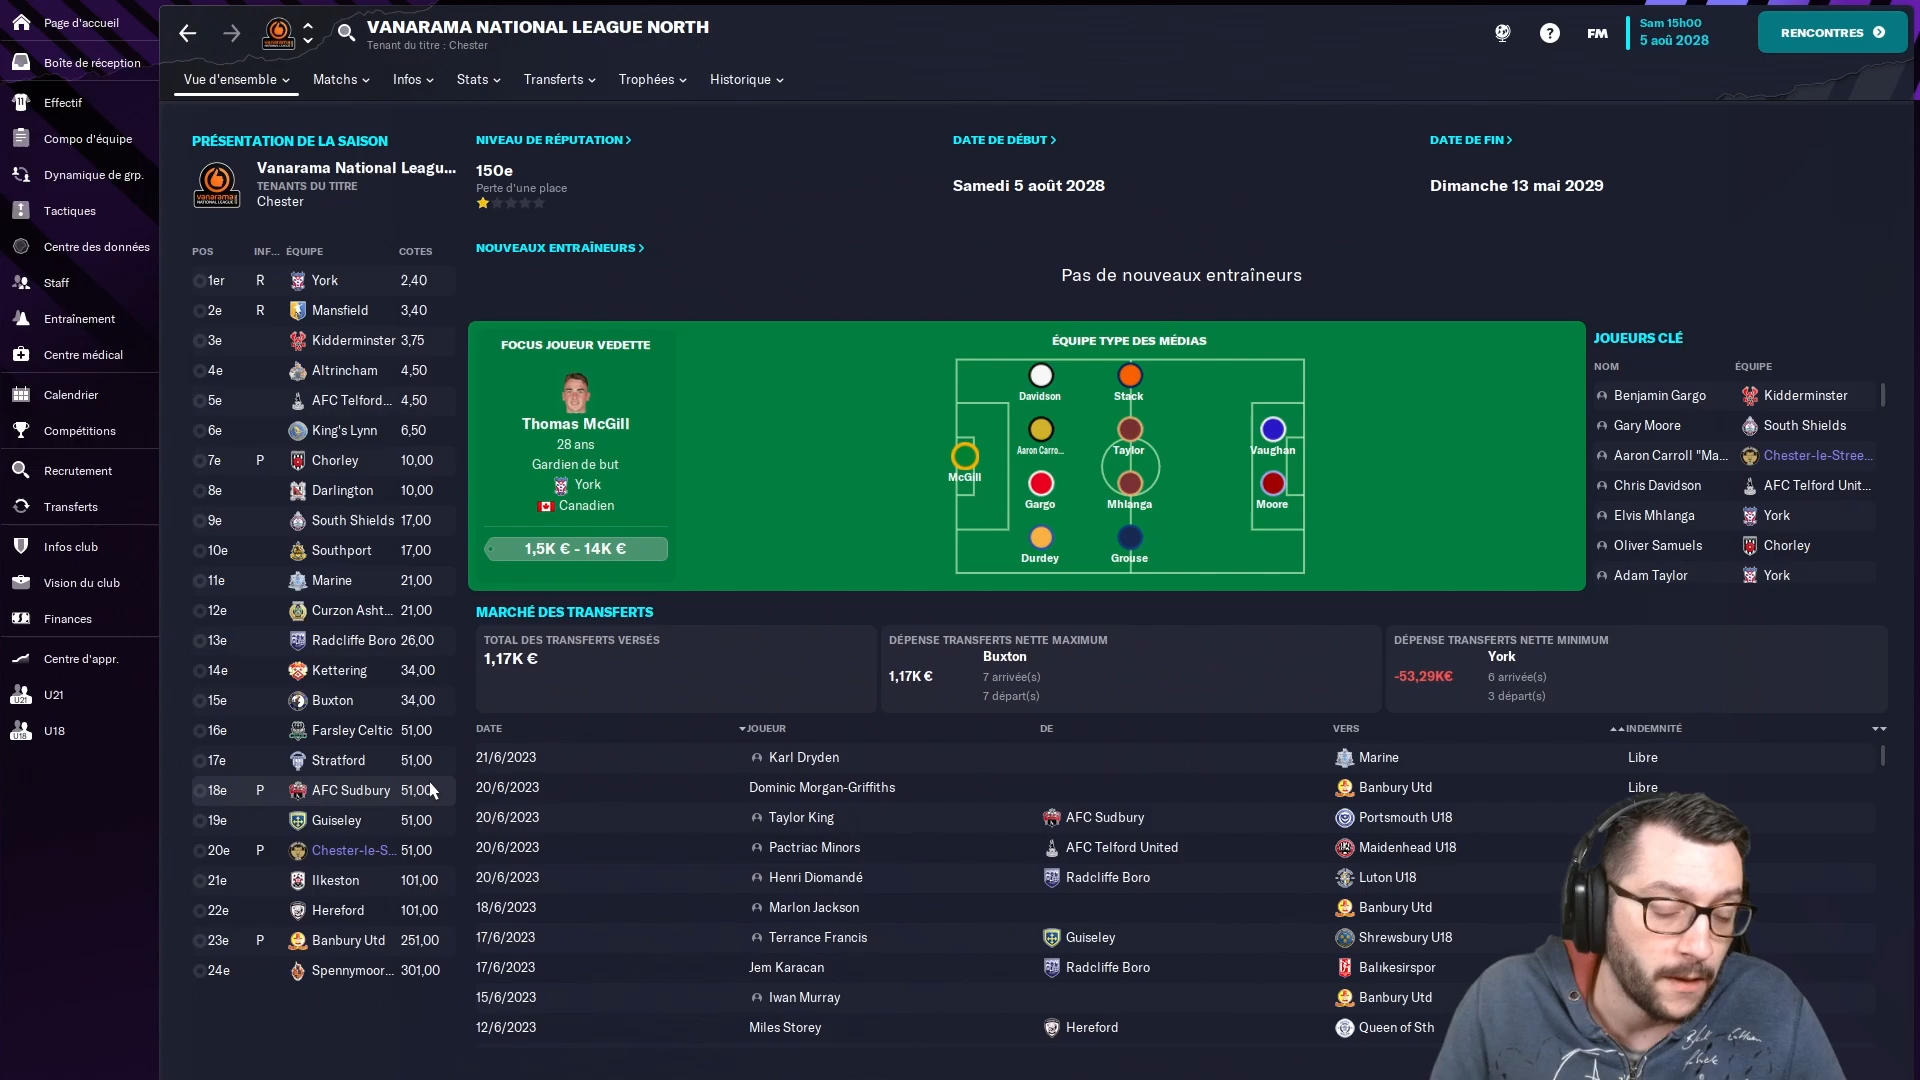 Page d'accueil
Boîte de réception
Effectif
Compo d'équipe
Dynamique de grp.
Tactiques
Centre des données
Staff
Entraînement
Centre médical
Calendrier
Compétitions
Recrutement
Transferts
Infos club
Vision du club
Finances
Centre d'appr.
U21
U18
VANARAMA NATIONAL LEAGUE NORTH
Tenant du titre : Chester
FM
Sam 15h00
5 aoû 2028
RENCONTRES
Vue d'ensemble Matchs Infos Stats Transferts Trophées Historique
PRÉSENTATION DE LA SAISON
Vanarama National Leagu...
TENANTS DU TITRE
Chester
NIVEAU DE RÉPUTATION >
150e
Perte d'une place
DATE DE DÉBUT >
Samedi 5 août 2028
DATE DE FIN >
Dimanche 13 mai 2029
NOUVEAUX ENTRAÎNEURS >
Pas de nouveaux entraîneurs
POS INF... ÉQUIPE COTES
1er R York 2,40
2e R Mansfield 3,40
3e Kidderminster 3,75
4e Altrincham 4,50
5e AFC Telford... 4,50
6e King's Lynn 6,50
7e P Chorley 10,00
8e Darlington 10,00
9e South Shields 17,00
10e Southport 17,00
11e Marine 21,00
12e Curzon Asht... 21,00
13e Radcliffe Boro 26,00
14e Kettering 34,00
15e Buxton 34,00
16e Farsley Celtic 51,00
17e Stratford 51,00
18e P AFC Sudbury 51,00
19e Guiseley 51,00
20e P Chester-le-S... 51,00
21e Ilkeston 101,00
22e Hereford 101,00
23e P Banbury Utd 251,00
24e Spennymoor... 301,00
FOCUS JOUEUR VEDETTE
Thomas McGill
28 ans
Gardien de but
York
Canadien
1,5K € - 14K €
ÉQUIPE TYPE DES MÉDIAS
Davidson Stack
Aaron Carro... Taylor Vaughan
McGill
Gargo Mhlanga Moore
Durdey Grouse
JOUEURS CLÉ
NOM ÉQUIPE
Benjamin Gargo Kidderminster
Gary Moore South Shields
Aaron Carroll "Ma... Chester-le-Stree...
Chris Davidson AFC Telford Unit...
Elvis Mhlanga York
Oliver Samuels Chorley
Adam Taylor York
MARCHÉ DES TRANSFERTS
TOTAL DES TRANSFERTS VERSÉS
1,17K €
DÉPENSE TRANSFERTS NETTE MAXIMUM
Buxton
1,17K € 7 arrivée(s)
7 départ(s)
DÉPENSE TRANSFERTS NETTE MINIMUM
York
-53,29K€ 6 arrivée(s)
3 départ(s)
DATE JOUEUR DE VERS INDEMNITÉ
21/6/2023 Karl Dryden Marine Libre
20/6/2023 Dominic Morgan-Griffiths Banbury Utd Libre
20/6/2023 Taylor King AFC Sudbury Portsmouth U18
20/6/2023 Pactriac Minors AFC Telford United Maidenhead U18
20/6/2023 Henri Diomandé Radcliffe Boro Luton U18
18/6/2023 Marlon Jackson Banbury Utd
17/6/2023 Terrance Francis Guiseley Shrewsbury U18
17/6/2023 Jem Karacan Radcliffe Boro Balıkesirspor
15/6/2023 Iwan Murray Banbury Utd
12/6/2023 Miles Storey Hereford Queen of Sth